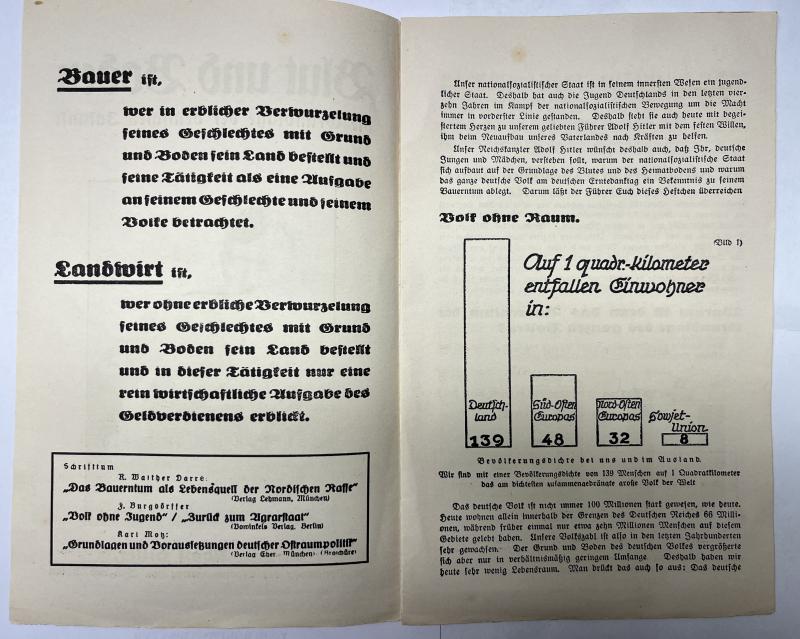 Bauer ist,
wer in erblicher Verwurzelung
seines Geschlechtes mit Grund
und Boden sein Land bestellt und
seine Tätigkeit als eine Aufgabe
an seinem Geschlechte und seinem
Volke betrachtet.
Landwirt ist,
wer ohne erbliche Verwurzelung
seines Geschlechtes mit Grund
und Boden sein Land bestellt
und in dieser Tätigkeit nur eine
rein wirtschaftliche Aufgabe des
Geldverdienens erblickt.
Schrifttum
R. Walther Darré:
„Das Bauerntum als Lebensquell der Nordischen Rasse“
(Verlag Lehmann, München)
J. Burgdörffer
„Volk ohne Jugend“ / „Zurück zum Agrarstaat“
(Vowinkels Verlag, Berlin)
Karl Motz:
„Grundlagen und Voraussetzungen deutscher Ostraumpolitik“
(Verlag Eher, München) (Broschüre)
Unser nationalsozialistischer Staat ist in seinem innersten Wesen ein jugend-
licher Staat. Deshalb hat auch die Jugend Deutschlands in den letzten vier-
zehn Jahren im Kampf der nationalsozialistischen Bewegung um die Macht
immer in vorderster Linie gestanden. Deshalb steht sie auch heute mit begei-
stertem Herzen zu unserem geliebten Führer Adolf Hitler mit dem festen Willen,
ihm beim Neuaufbau unseres Vaterlandes nach Kräften zu helfen.
Unser Reichskanzler Adolf Hitler wünscht deshalb auch, daß Ihr, deutsche
Jungen und Mädchen, verstehen sollt, warum der nationalsozialistische Staat
sich aufbaut auf der Grundlage des Blutes und des Heimatbodens und warum
das ganze deutsche Volk am deutschen Erntedanktag ein Bekenntnis zu seinem
Bauerntum ablegt. Darum läßt der Führer Euch dieses Heftchen überreichen
Volk ohne Raum.
(Bild 1)
Auf 1 quadr.-Kilometer
entfallen Einwohner
in:
Deutsch-
land
139
Süd-Osten
Europas
48
Nord-Osten
Europas
32
Sowjet-
Union
8
Bevölkerungsdichte bei uns und im Ausland.
Wir sind mit einer Bevölkerungsdichte von 139 Menschen auf 1 Quadratkilometer
das am dichtesten zusammengedrängte große Volk der Welt
Das deutsche Volk ist nicht immer 100 Millionen stark gewesen, wie heute.
Heute wohnen allein innerhalb der Grenzen des Deutschen Reiches 66 Milli-
onen, während früher einmal nur etwa zehn Millionen Menschen auf diesem
Gebiete gelebt haben. Unsere Volkszahl ist also in den letzten Jahrhunderten
sehr gewachsen. Der Grund und Boden des deutschen Volkes vergrößerte
sich aber nur in verhältnismäßig geringem Umfange. Deshalb haben wir
heute sehr wenig Lebensraum. Man drückt das auch so aus: Das deutsche